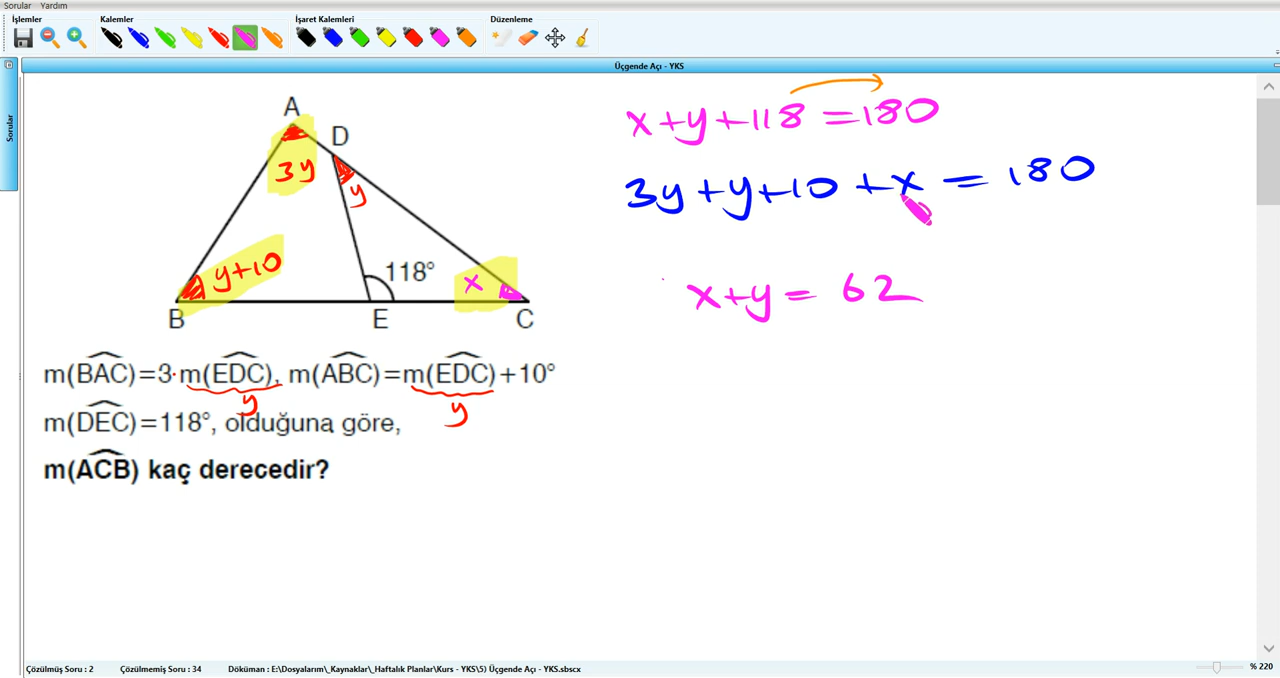 Sorular Yardım
İşlemler Kalemler İşaret Kalemleri Düzenleme
Üçgende Açı - YKS
Sorular
A
D
3y
y
y+10
118°
x
B
E
C
x+y+118=180
3y+y+10+x=180
x+y=62
m(BAC)=3·m(EDC), m(ABC)=m(EDC)+10°
y
y
m(DEC)=118°, olduğuna göre,
m(ACB) kaç derecedir?
Çözülmüş Soru : 2 Çözülmemiş Soru : 34 Döküman : E:\Dosyalarım\_Kaynaklar\_Haftalık Planlar\Kurs - YKS\5) Üçgende Açı - YKS.sbscx % 220